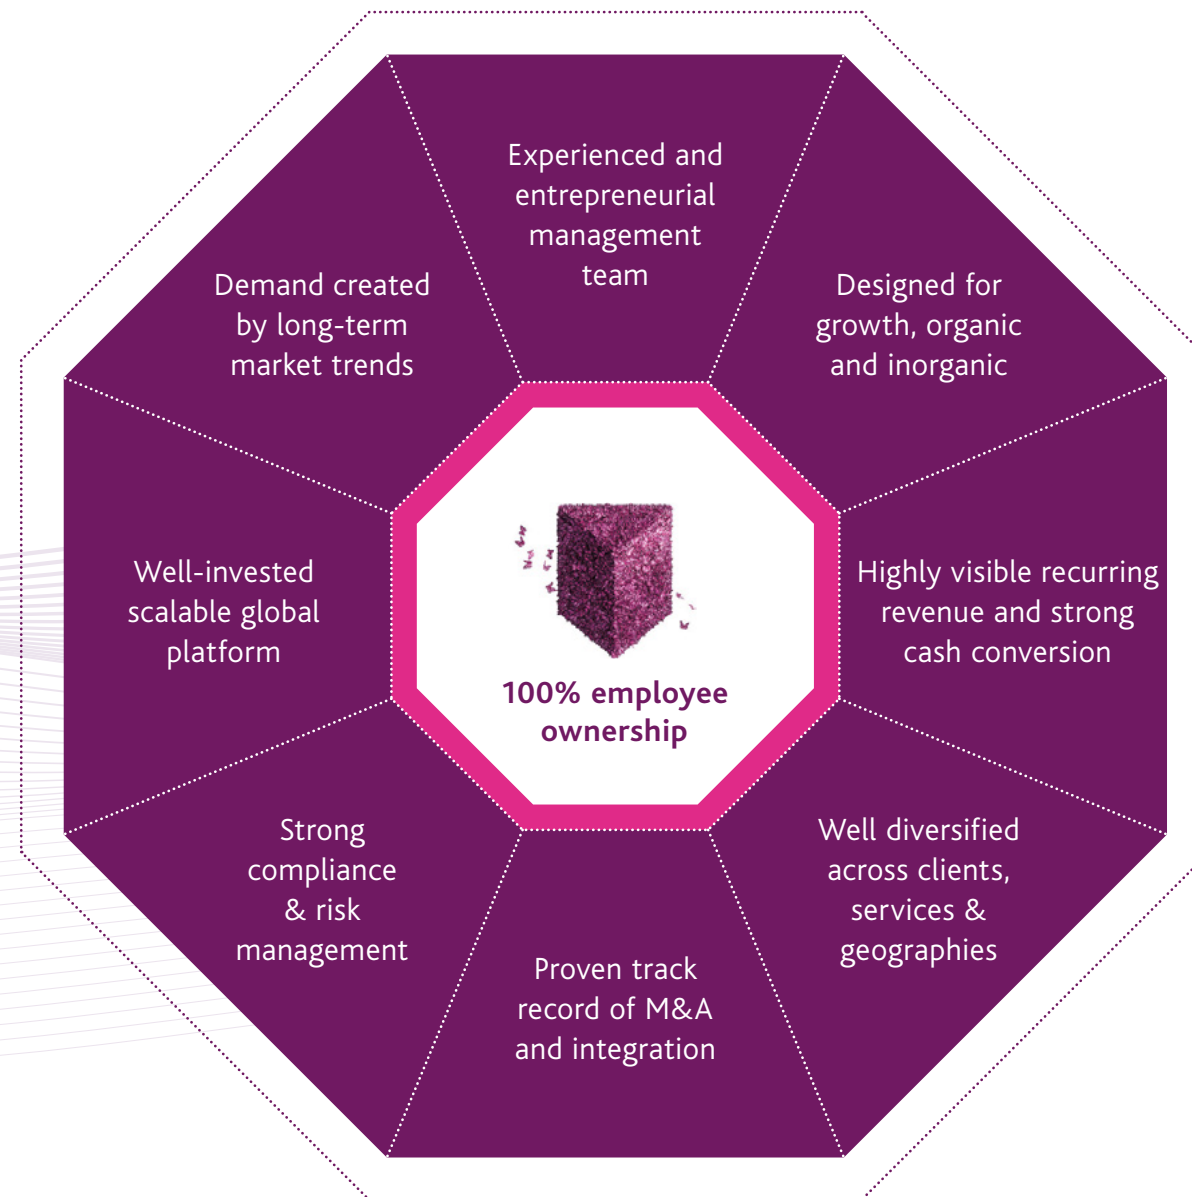 Experienced and
entrepreneurial
management
team
Designed for
growth, organic
and inorganic
Highly visible recurring
revenue and strong
cash conversion
Well diversified
across clients,
services &
geographies
Proven track
record of M&A
and integration
Strong
compliance
& risk
management
Well-invested
scalable global
platform
Demand created
by long-term
market trends
100% employee
ownership